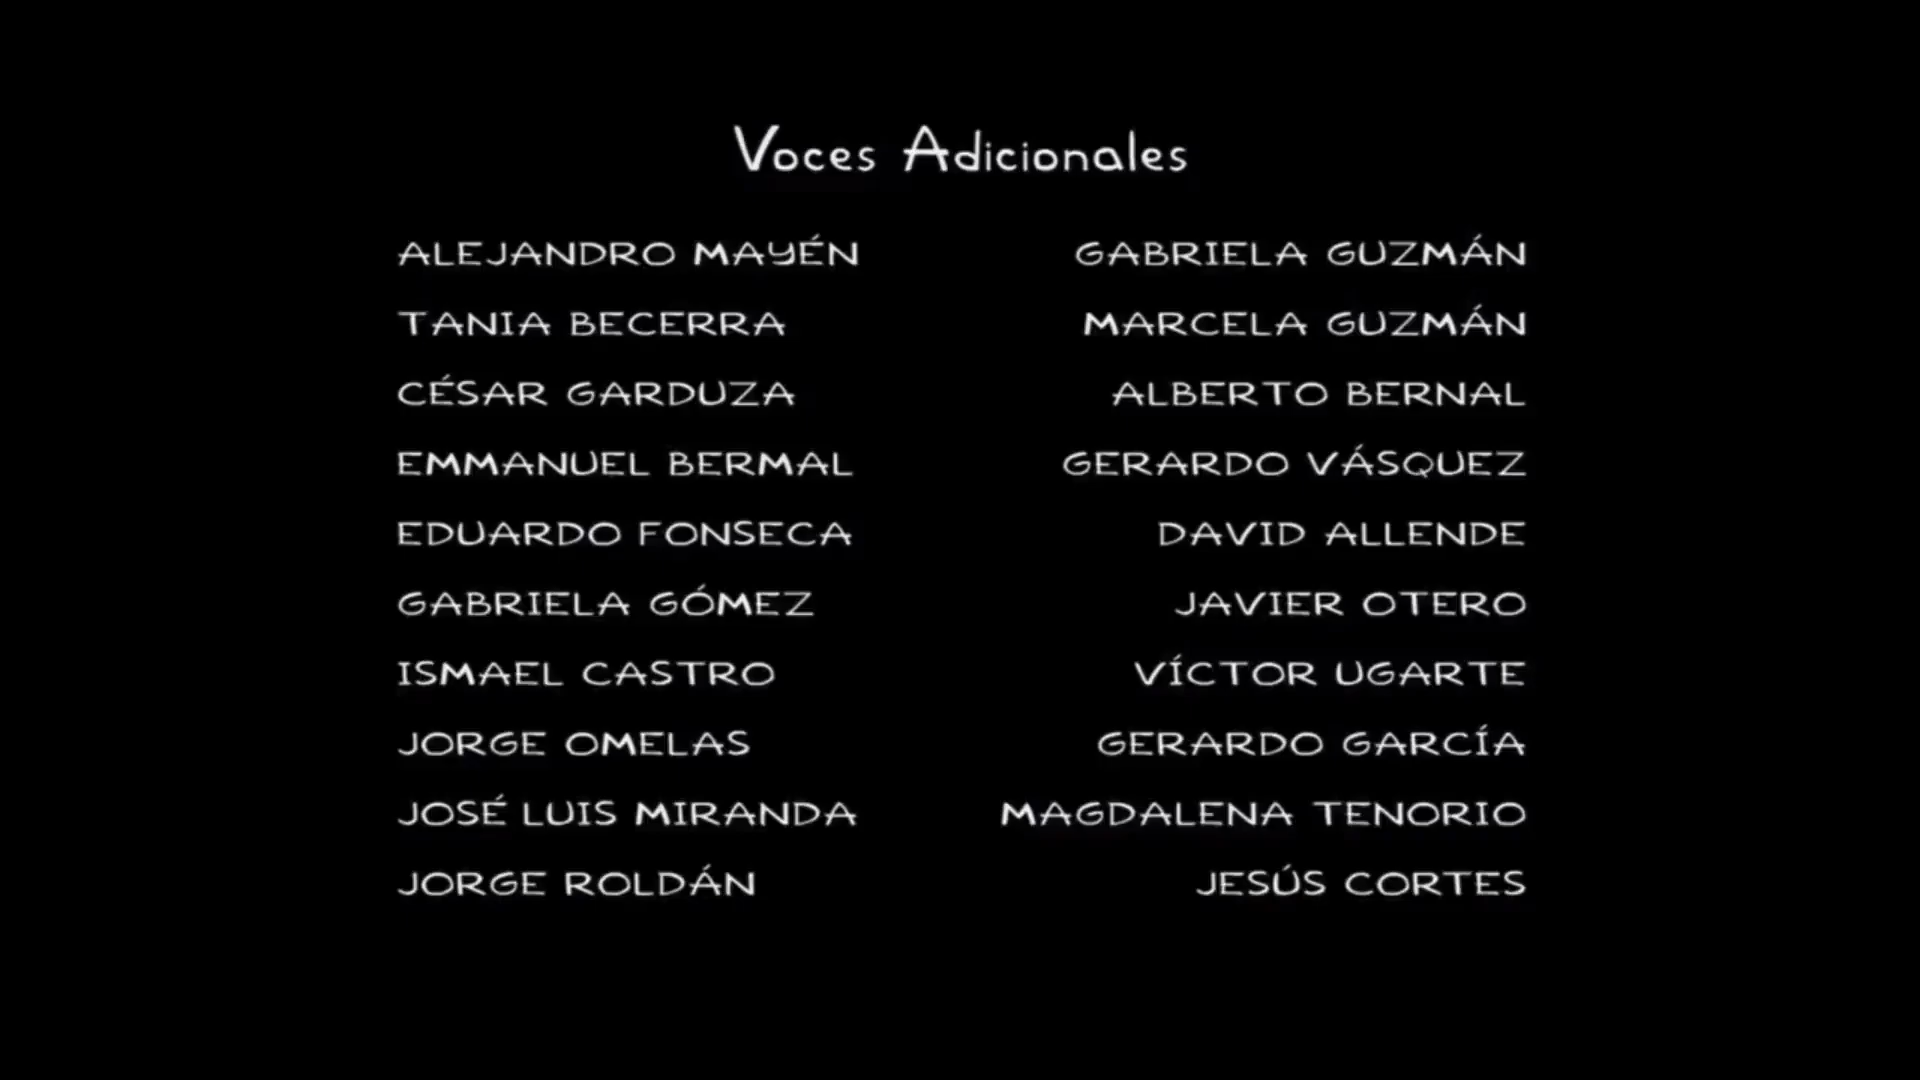 Voces Adicionales
ALEJANDRO MAYÉN GABRIELA GUZMÁN
TANIA BECERRA MARCELA GUZMÁN
CÉSAR GARDUZA ALBERTO BERNAL
EMMANUEL BERMAL GERARDO VÁSQUEZ
EDUARDO FONSECA DAVID ALLENDE
GABRIELA GÓMEZ JAVIER OTERO
ISMAEL CASTRO VÍCTOR UGARTE
JORGE OMELAS GERARDO GARCÍA
JOSÉ LUIS MIRANDA MAGDALENA TENORIO
JORGE ROLDÁN JESÚS CORTES